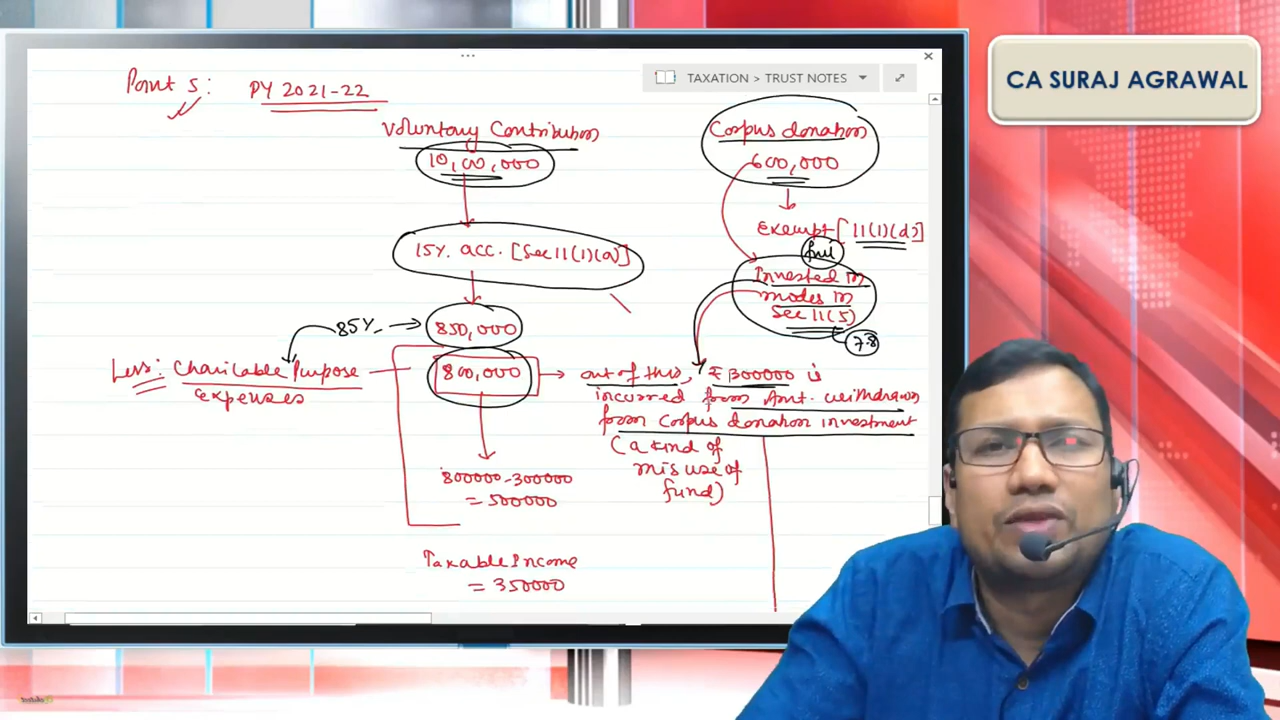 CA SURAJ AGRAWAL
TAXATION > TRUST NOTES
Point 5: PY 2021-22
Voluntary Contribution
10,00,000
15% acc. [Sec 11(1)(a)]
85% → 850,000
Less: Charitable Purpose
expenses
800,000
800000-300000
= 500000
Taxable Income
= 350000
Corpus donation
600,000
Exempt [11(1)(d)]
Invested in
modes in
Sec 11(5)
7.8
out of this, ₹300000 is
incurred from Amt. withdrawn
from corpus donation investment
(a kind of
misuse of
fund)